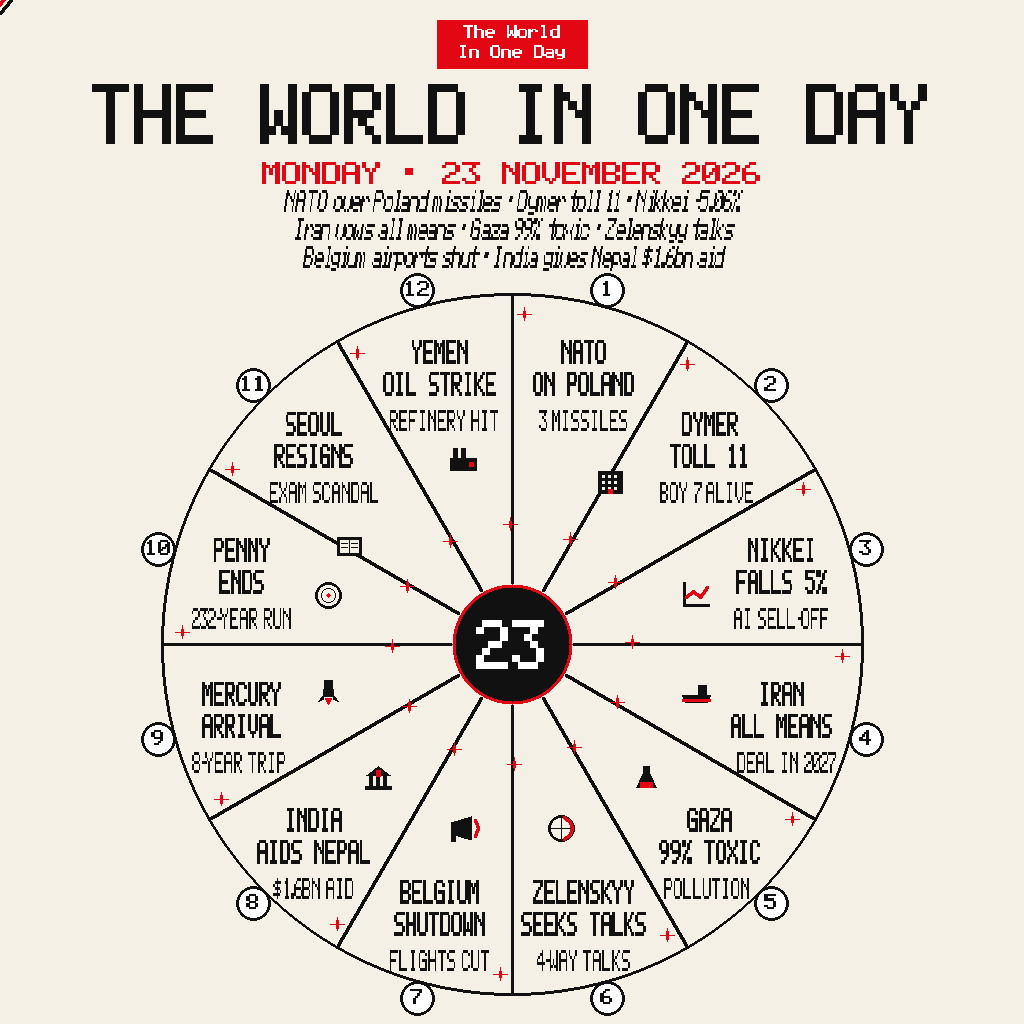 The World
In One Day
THE WORLD IN ONE DAY
MONDAY • 23 NOVEMBER 2026
NATO over Poland missiles • Dymer toll 11 • Nikkei -5.06%
Iran vows all means • Gaza 99% toxic • Zelenskyy talks
Belgium airports shut • India gives Nepal $1.6bn aid
1
NATO
ON POLAND
3 MISSILES
2
DYMER
TOLL 11
BOY 7 ALIVE
3
NIKKEI
FALLS 5%
AI SELL-OFF
4
IRAN
ALL MEANS
DEAL IN 2027
5
GAZA
99% TOXIC
POLLUTION
6
ZELENSKYY
SEEKS TALKS
4-WAY TALKS
7
BELGIUM
SHUTDOWN
FLIGHTS CUT
8
INDIA
AIDS NEPAL
$1.6BN AID
9
MERCURY
ARRIVAL
8-YEAR TRIP
10
PENNY
ENDS
232-YEAR RUN
11
SEOUL
RESIGNS
EXAM SCANDAL
12
YEMEN
OIL STRIKE
REFINERY HIT
23